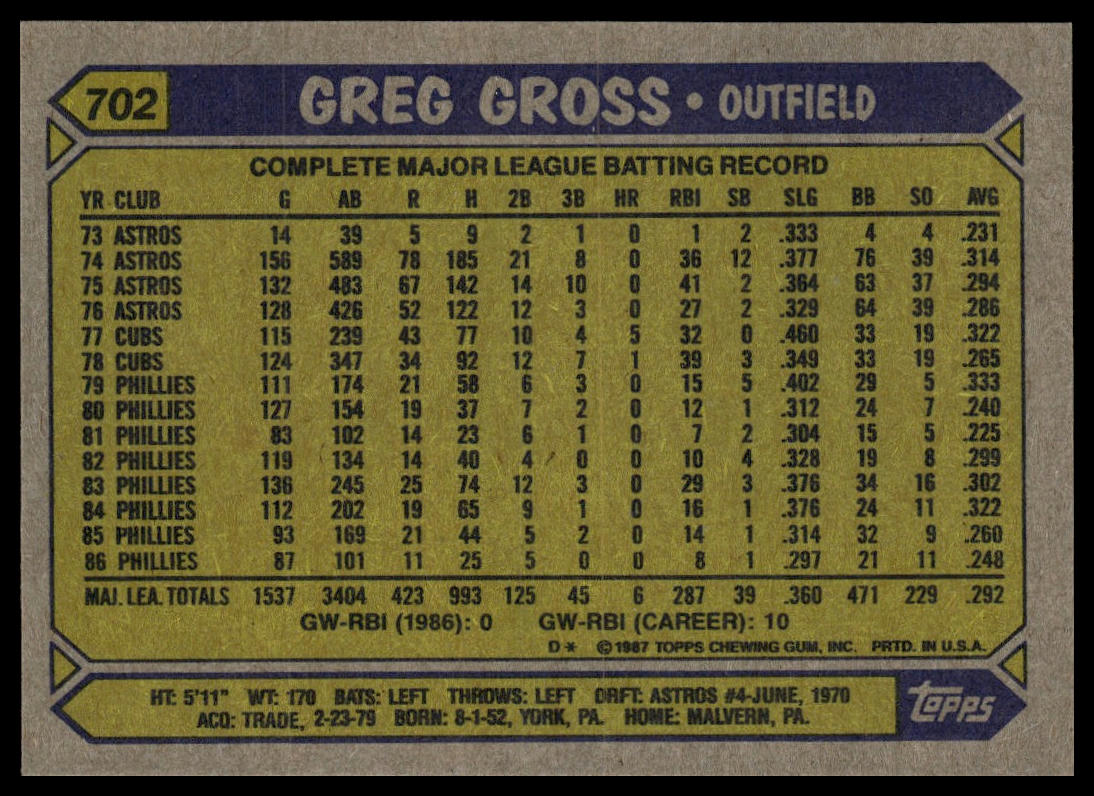 702 GREG GROSS • OUTFIELD
COMPLETE MAJOR LEAGUE BATTING RECORD
YR CLUB G AB R H 2B 3B HR RBI SB SLG BB SO AVG
73 ASTROS 14 39 5 9 2 1 0 1 2 .333 4 4 .231
74 ASTROS 156 589 78 185 21 8 0 36 12 .377 76 39 .314
75 ASTROS 132 483 67 142 14 10 0 41 2 .364 63 37 .294
76 ASTROS 128 426 52 122 12 3 0 27 2 .329 64 39 .286
77 CUBS 115 239 43 77 10 4 5 32 0 .460 33 19 .322
78 CUBS 124 347 34 92 12 7 1 39 3 .349 33 19 .265
79 PHILLIES 111 174 21 58 6 3 0 15 5 .402 29 5 .333
80 PHILLIES 127 154 19 37 7 2 0 12 1 .312 24 7 .240
81 PHILLIES 83 102 14 23 6 1 0 7 2 .304 15 5 .225
82 PHILLIES 119 134 14 40 4 0 0 10 4 .328 19 8 .299
83 PHILLIES 136 245 25 74 12 3 0 29 3 .376 34 16 .302
84 PHILLIES 112 202 19 65 9 1 0 16 1 .376 24 11 .322
85 PHILLIES 93 169 21 44 5 2 0 14 1 .314 32 9 .260
86 PHILLIES 87 101 11 25 5 0 0 8 1 .297 21 11 .248
MAJ. LEA. TOTALS 1537 3404 423 993 125 45 6 287 39 .360 471 229 .292
GW-RBI (1986): 0 GW-RBI (CAREER): 10
D* ©1987 TOPPS CHEWING GUM, INC. PRTD. IN U.S.A.
HT: 5'11" WT: 170 BATS: LEFT THROWS: LEFT DRFT: ASTROS #4-JUNE, 1970
ACQ: TRADE, 2-23-79 BORN: 8-1-52, YORK, PA. HOME: MALVERN, PA.
topps